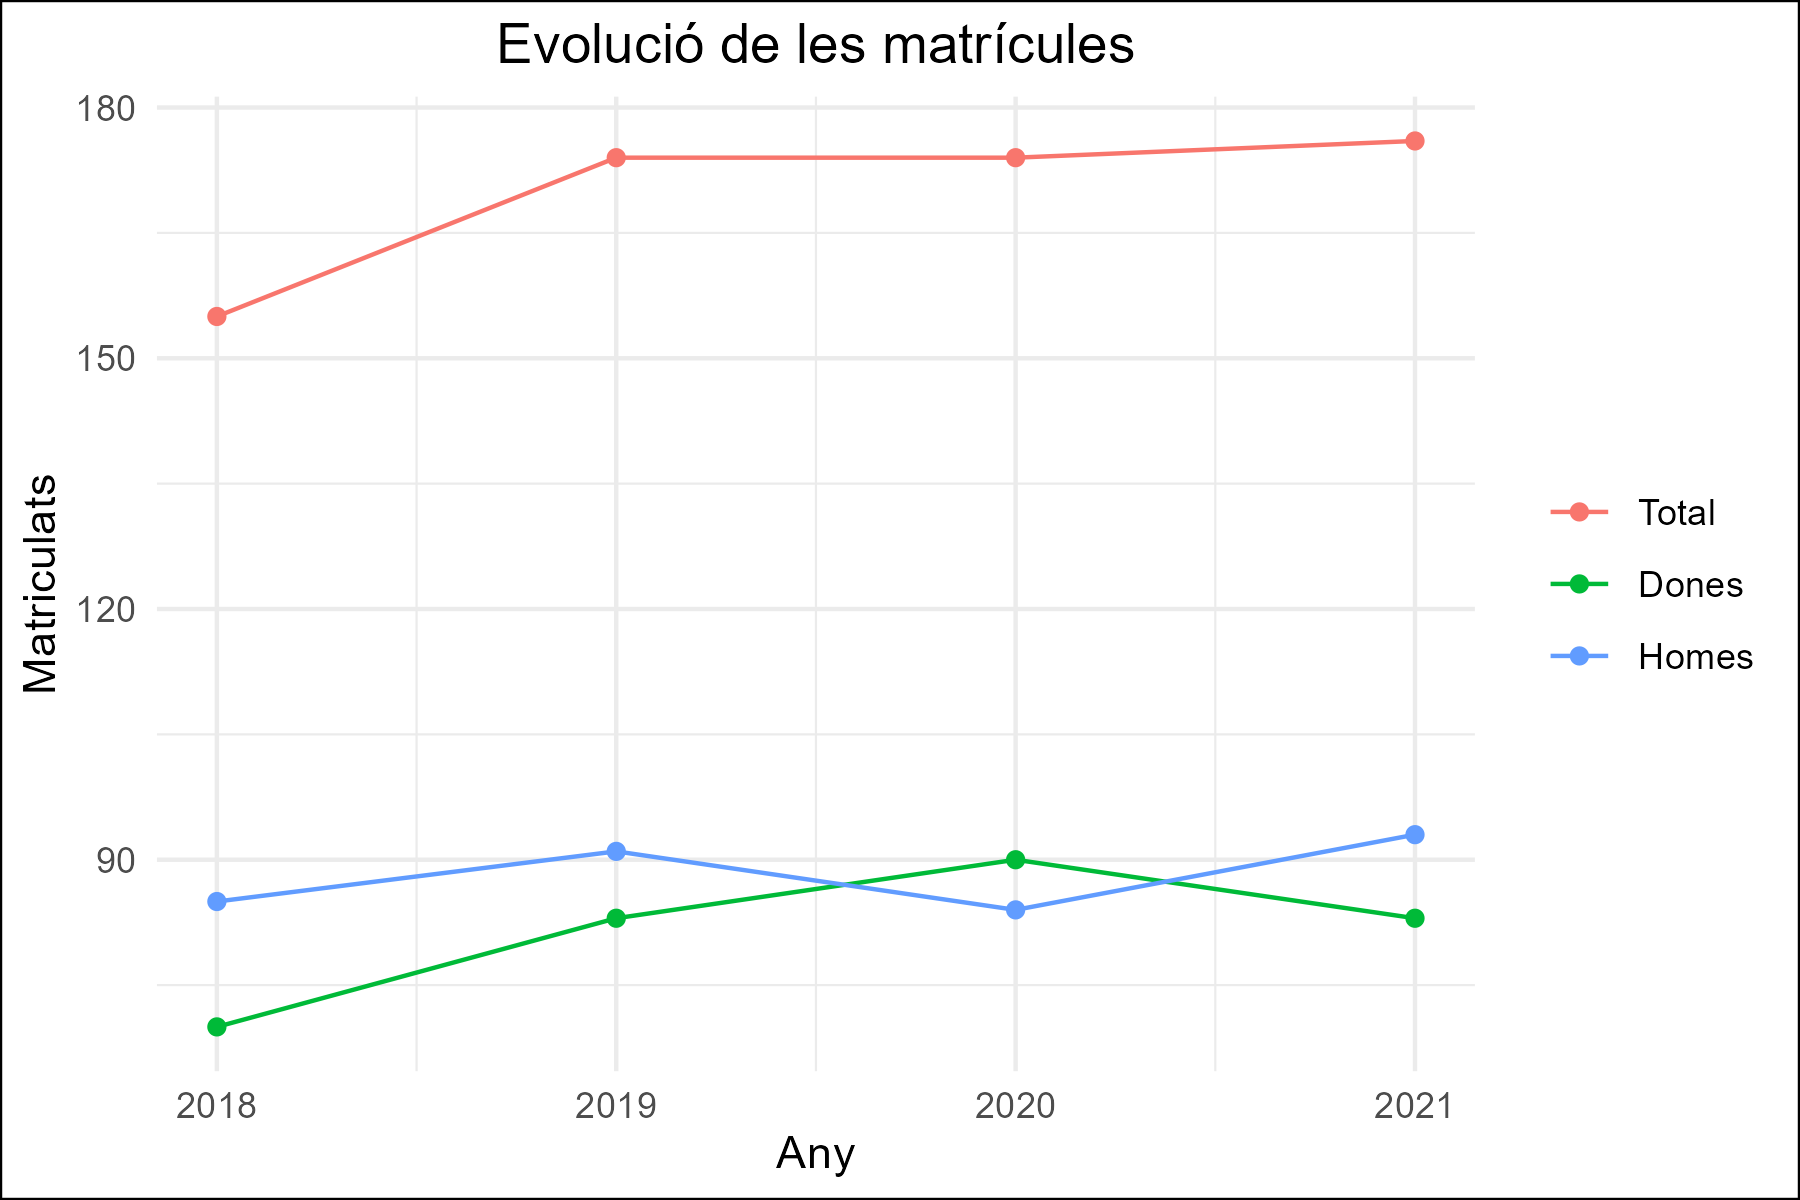 Evolució de les matrícules
180
150
120
90
Matriculats
2018
2019
2020
2021
Any
Total
Dones
Homes